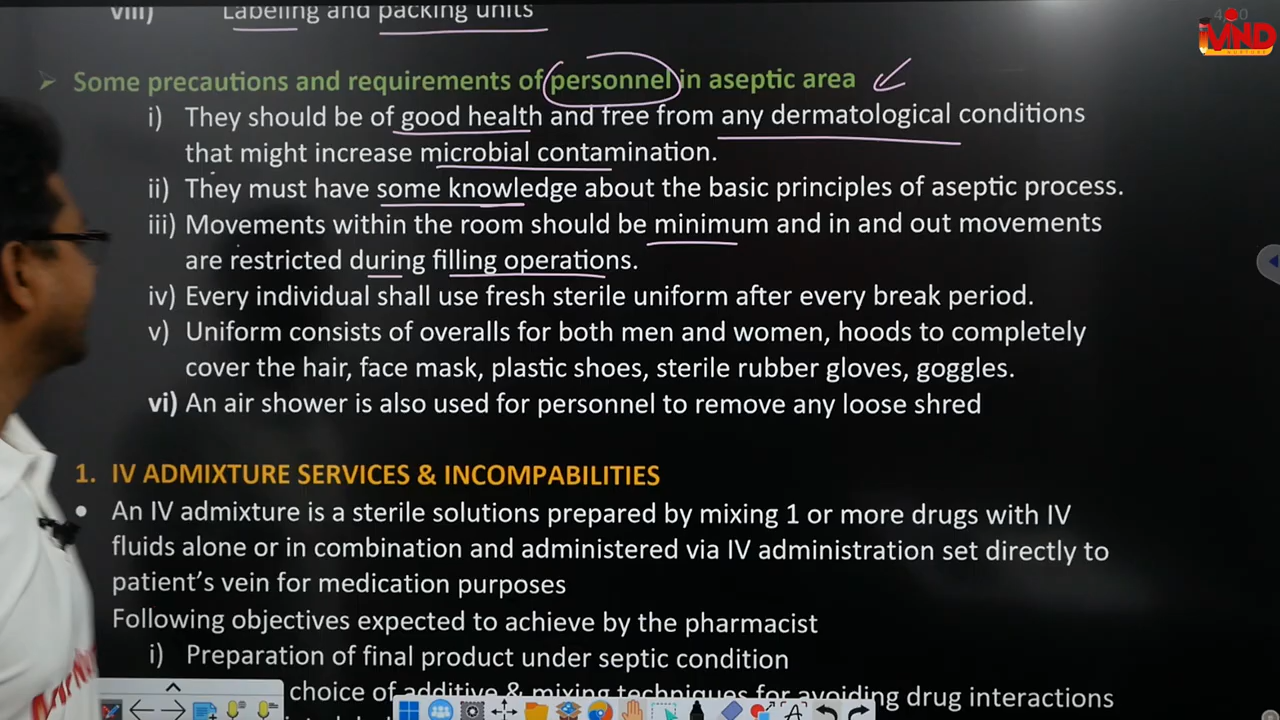 viii) Labeling and packing units
iVIND
Some precautions and requirements of personnel in aseptic area
i) They should be of good health and free from any dermatological conditions
that might increase microbial contamination.
ii) They must have some knowledge about the basic principles of aseptic process.
iii) Movements within the room should be minimum and in and out movements
are restricted during filling operations.
iv) Every individual shall use fresh sterile uniform after every break period.
v) Uniform consists of overalls for both men and women, hoods to completely
cover the hair, face mask, plastic shoes, sterile rubber gloves, goggles.
vi) An air shower is also used for personnel to remove any loose shred
1. IV ADMIXTURE SERVICES & INCOMPABILITIES
• An IV admixture is a sterile solutions prepared by mixing 1 or more drugs with IV
fluids alone or in combination and administered via IV administration set directly to
patient's vein for medication purposes
Following objectives expected to achieve by the pharmacist
i) Preparation of final product under septic condition
choice of additive & mixing techniques for avoiding drug interactions